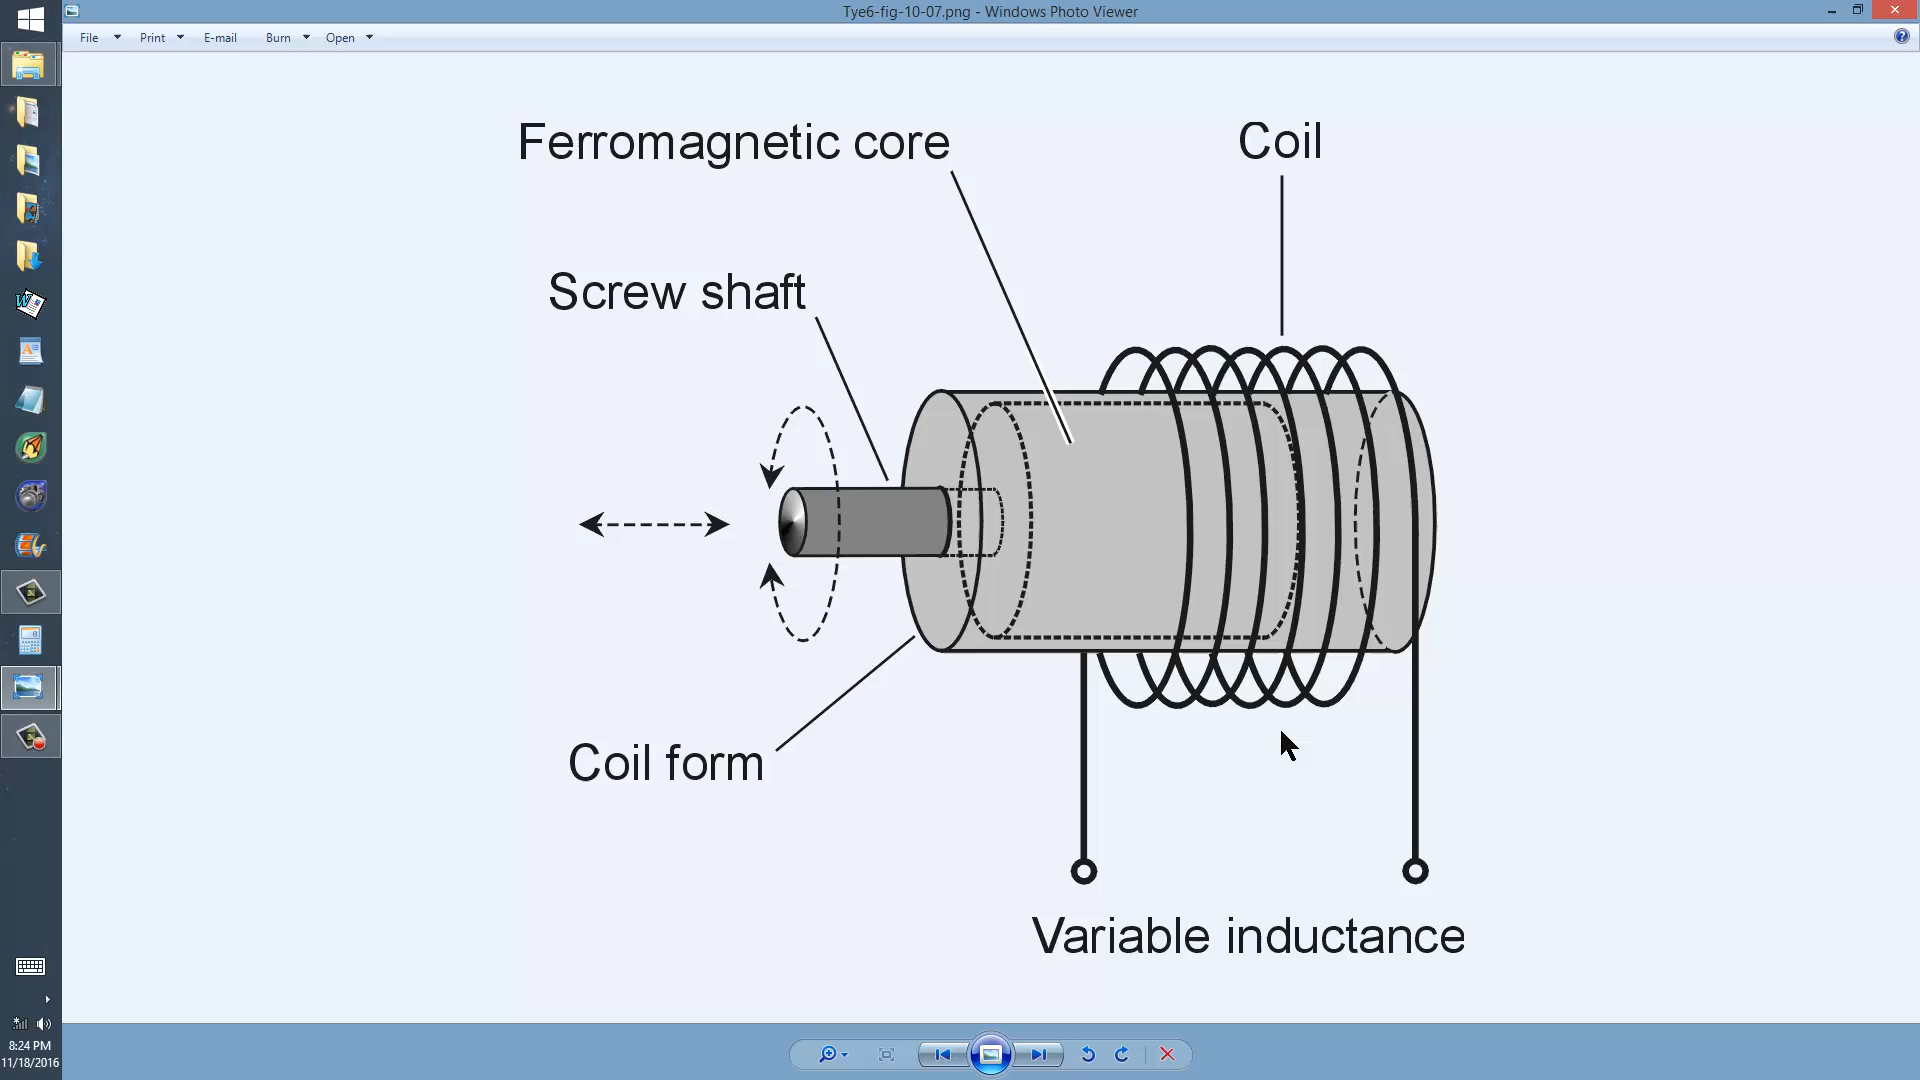 Tye6-fig-10-07.png - Windows Photo Viewer
File Print E-mail Burn Open
Ferromagnetic core
Coil
Screw shaft
Coil form
Variable inductance
8:24 PM
11/18/2016